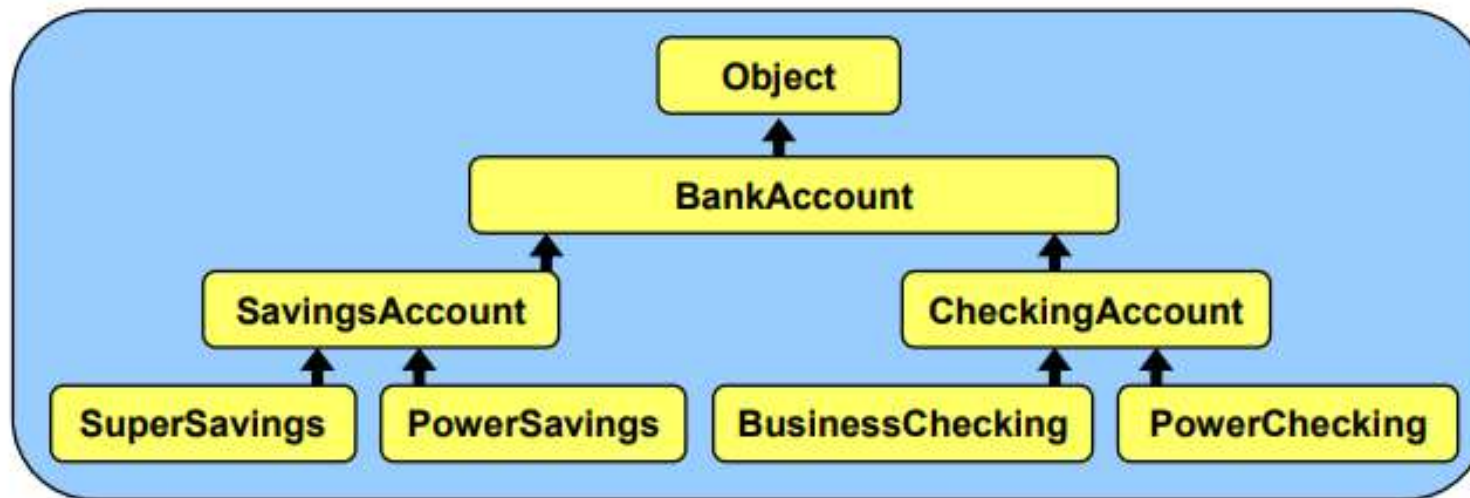 Object
BankAccount
SavingsAccount CheckingAccount
SuperSavings PowerSavings BusinessChecking PowerChecking